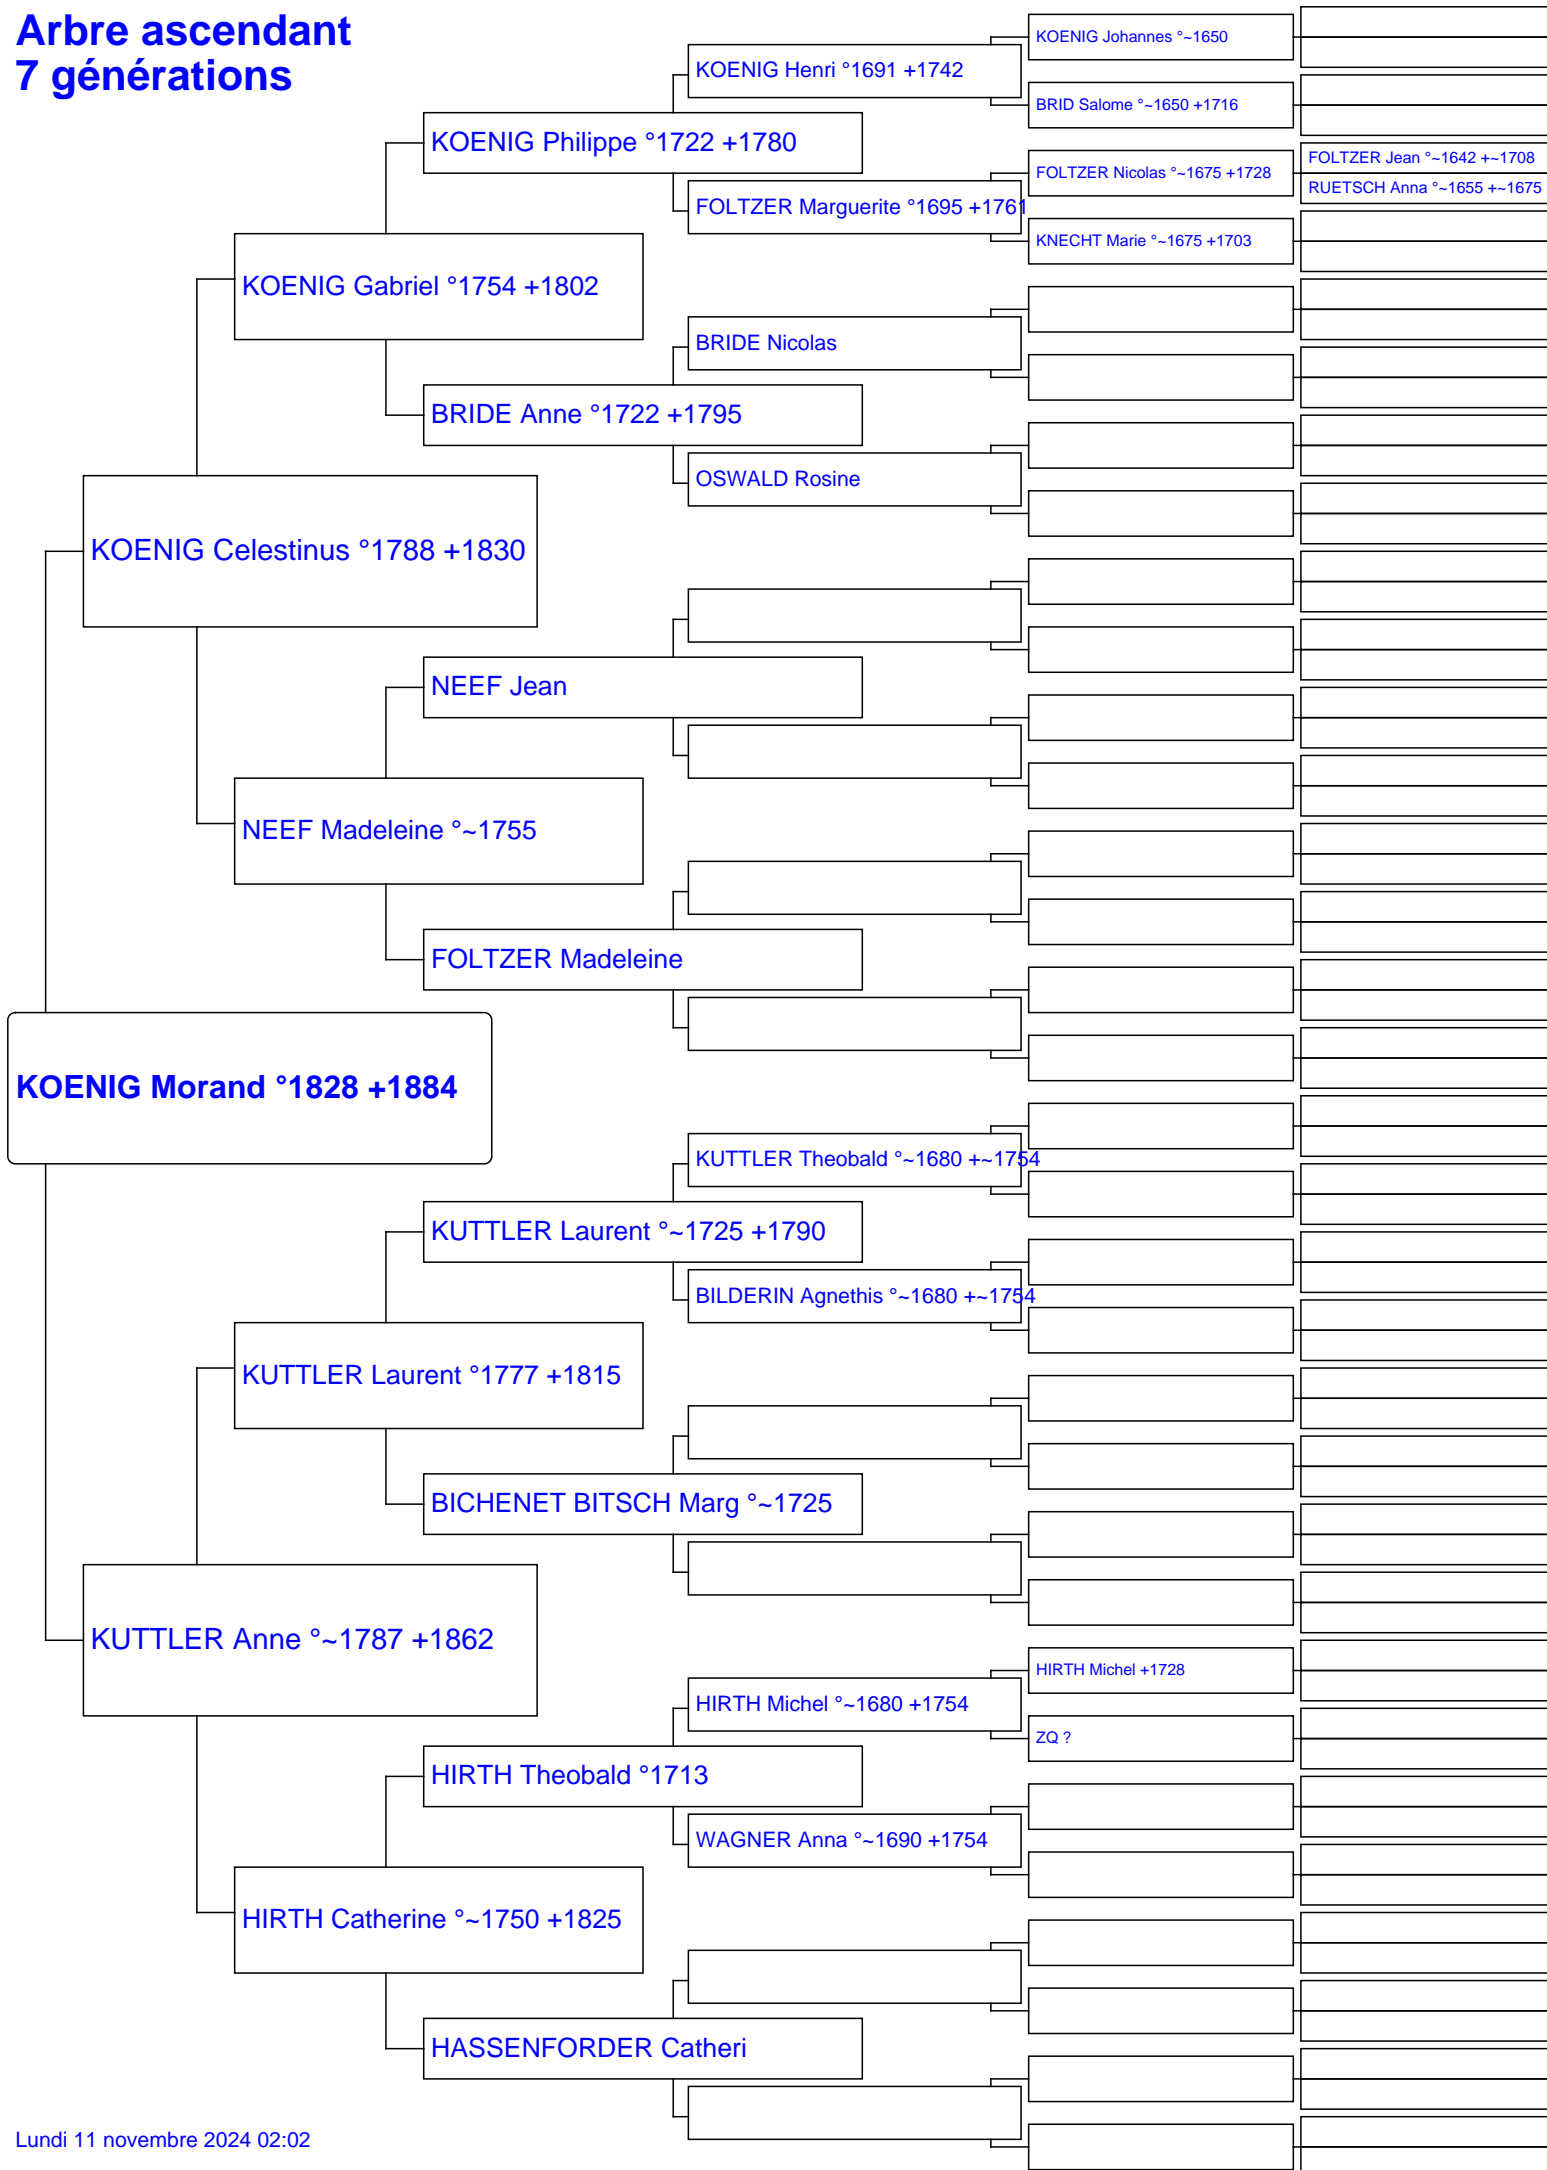 Arbre ascendant
7 générations
KOENIG Johannes °~1650
KOENIG Henri °1691 +1742
BRID Salome °~1650 +1716
KOENIG Philippe °1722 +1780
FOLTZER Jean °~1642 +~1708
FOLTZER Nicolas °~1675 +1728
RUETSCH Anna °~1655 +~1675
FOLTZER Marguerite °1695 +1761
KNECHT Marie °~1675 +1703
KOENIG Gabriel °1754 +1802
BRIDE Nicolas
BRIDE Anne °1722 +1795
OSWALD Rosine
KOENIG Celestinus °1788 +1830
NEEF Jean
NEEF Madeleine °~1755
FOLTZER Madeleine
KOENIG Morand °1828 +1884
KUTTLER Theobald °~1680 +~1754
KUTTLER Laurent °~1725 +1790
BILDERIN Agnethis °~1680 +~1754
KUTTLER Laurent °1777 +1815
BICHENET BITSCH Marg °~1725
KUTTLER Anne °~1787 +1862
HIRTH Michel +1728
HIRTH Michel °~1680 +1754
ZQ ?
HIRTH Theobald °1713
WAGNER Anna °~1690 +1754
HIRTH Catherine °~1750 +1825
HASSENFORDER Catheri
Lundi 11 novembre 2024 02:02